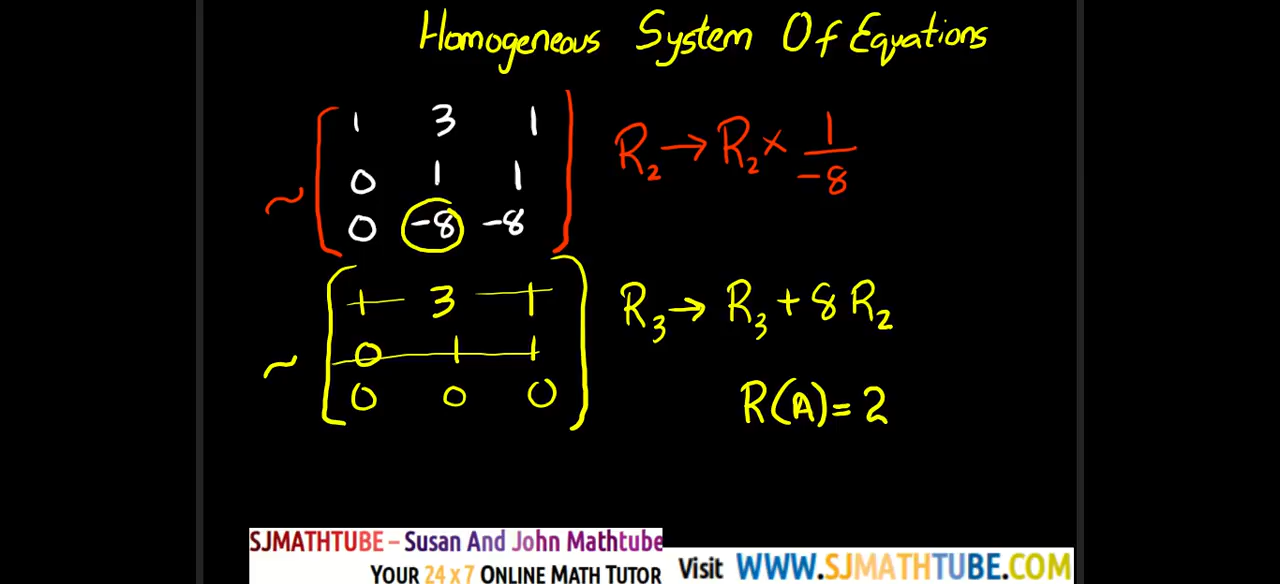 Homogeneous System Of Equations
~ [ 1 3 1
0 1 1
0 -8 -8 ]
R₂ → R₂ × 1/-8
~ [ 1 3 1
0 1 1
0 0 0 ]
R₃ → R₃ + 8 R₂
R(A) = 2
SJMATHTUBE – Susan And John Mathtube
YOUR 24 x 7 ONLINE MATH TUTOR
Visit WWW.SJMATHTUBE.COM